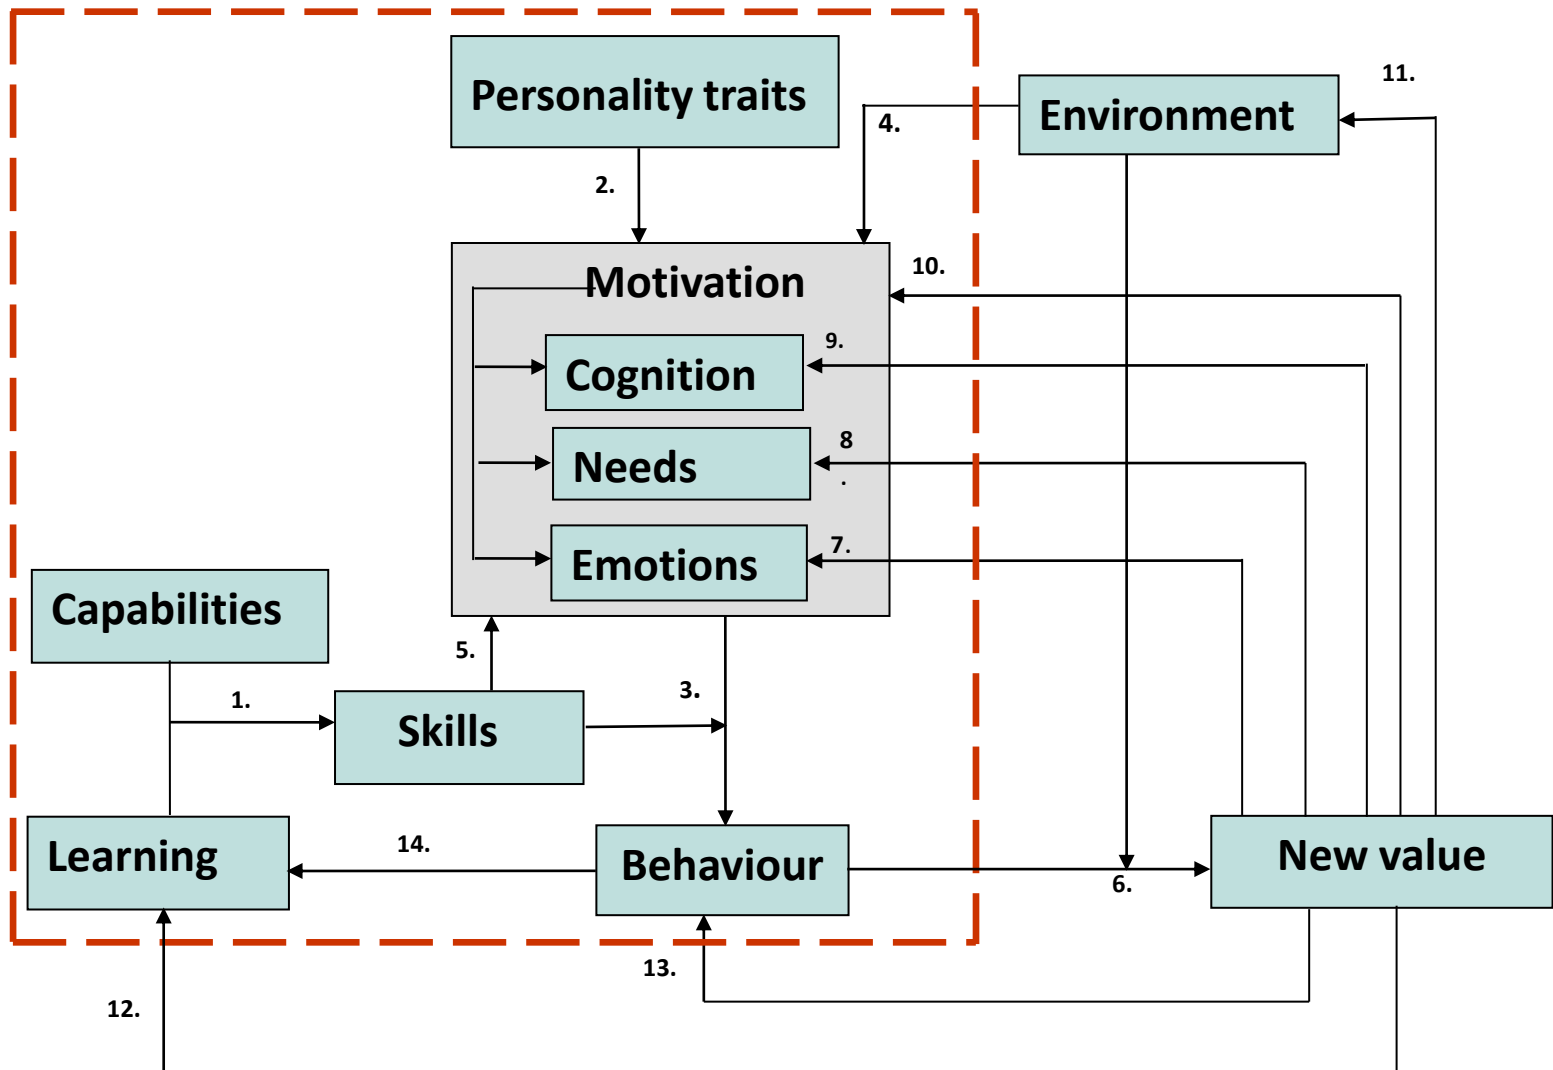 Personality traits
Environment
11.
4.
2.
Motivation
10.
9.
Cognition
8
.
Needs
7.
Emotions
Capabilities
5.
1.
3.
Skills
Learning
14.
Behaviour
6.
New value
13.
12.